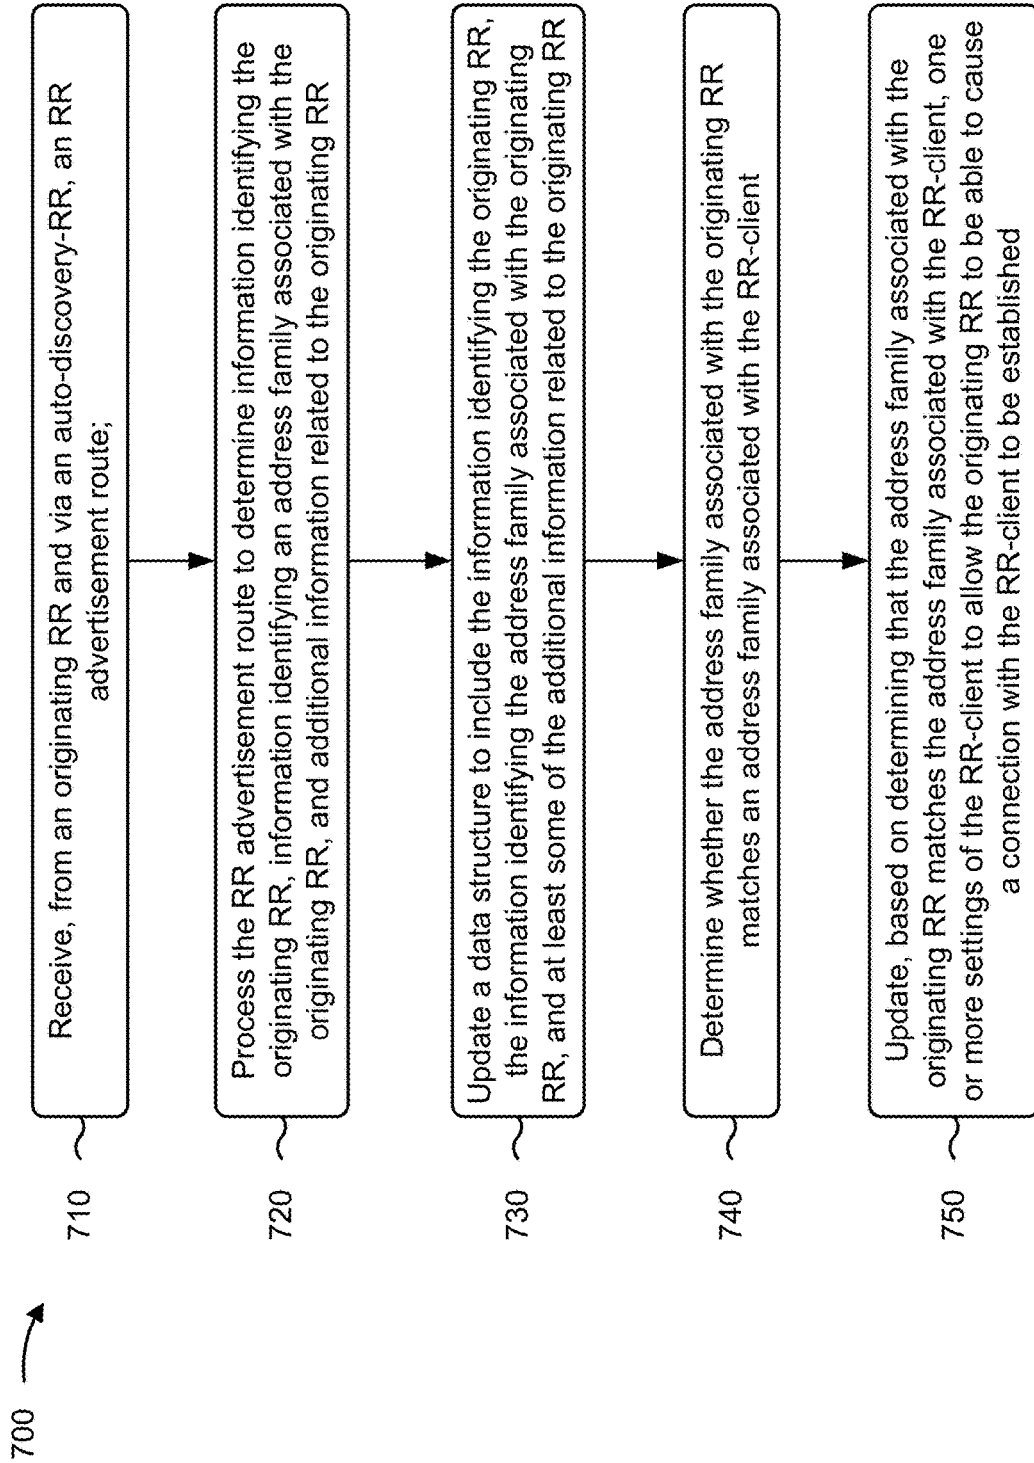 700
710
Receive, from an originating RR and via an auto-discovery-RR, an RR
advertisement route;
720
Process the RR advertisement route to determine information identifying the
originating RR, information identifying an address family associated with the
originating RR, and additional information related to the originating RR
730
Update a data structure to include the information identifying the originating RR,
the information identifying the address family associated with the originating
RR, and at least some of the additional information related to the originating RR
740
Determine whether the address family associated with the originating RR
matches an address family associated with the RR-client
750
Update, based on determining that the address family associated with the
originating RR matches the address family associated with the RR-client, one
or more settings of the RR-client to allow the originating RR to be able to cause
a connection with the RR-client to be established